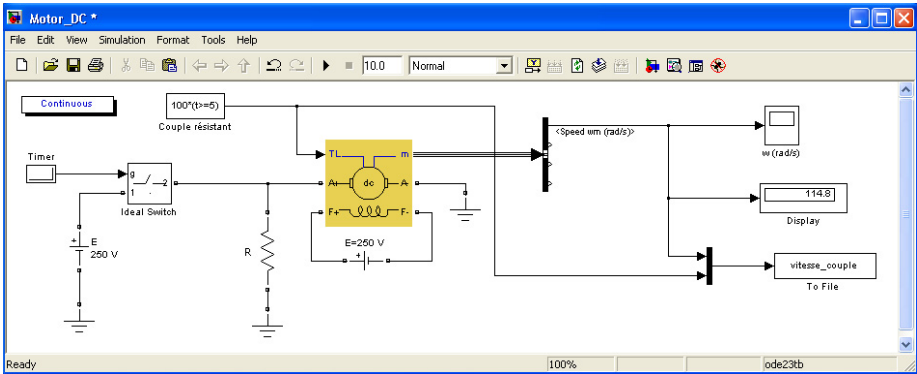 Motor_DC *
File Edit View Simulation Format Tools Help
10.0 Normal
Continuous
100*(t>=5)
Couple résistant
<Speed wm (rad/s)>
w (rad/s)
Timer
g
1 2
Ideal Switch
TL m
A+ dc A-
F+ F-
114.8
Display
E
250 V
R
E=250 V
vitesse_couple
To File
Ready 100% ode23tb